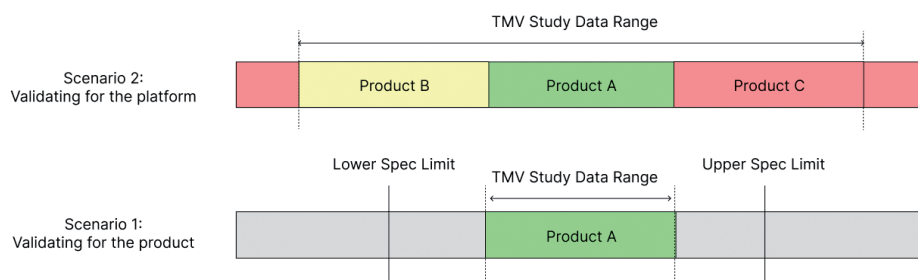 TMV Study Data Range
Scenario 2:
Validating for the platform
Product B
Product A
Product C
Lower Spec Limit
TMV Study Data Range
Upper Spec Limit
Scenario 1:
Validating for the product
Product A